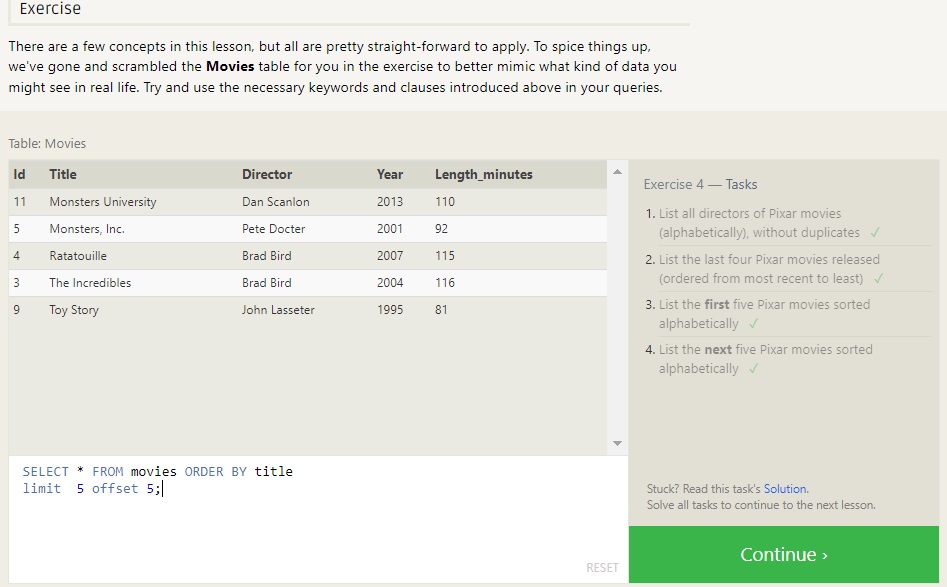 Exercise
There are a few concepts in this lesson, but all are pretty straight-forward to apply. To spice things up,
we've gone and scrambled the Movies table for you in the exercise to better mimic what kind of data you
might see in real life. Try and use the necessary keywords and clauses introduced above in your queries.
Table: Movies
Id Title Director Year Length_minutes
11 Monsters University Dan Scanlon 2013 110
5 Monsters, Inc. Pete Docter 2001 92
4 Ratatouille Brad Bird 2007 115
3 The Incredibles Brad Bird 2004 116
9 Toy Story John Lasseter 1995 81
SELECT * FROM movies ORDER BY title
limit  5 offset 5;
RESET
Exercise 4 — Tasks
1. List all directors of Pixar movies
(alphabetically), without duplicates ✓
2. List the last four Pixar movies released
(ordered from most recent to least) ✓
3. List the first five Pixar movies sorted
alphabetically ✓
4. List the next five Pixar movies sorted
alphabetically ✓
Stuck? Read this task's Solution.
Solve all tasks to continue to the next lesson.
Continue ›